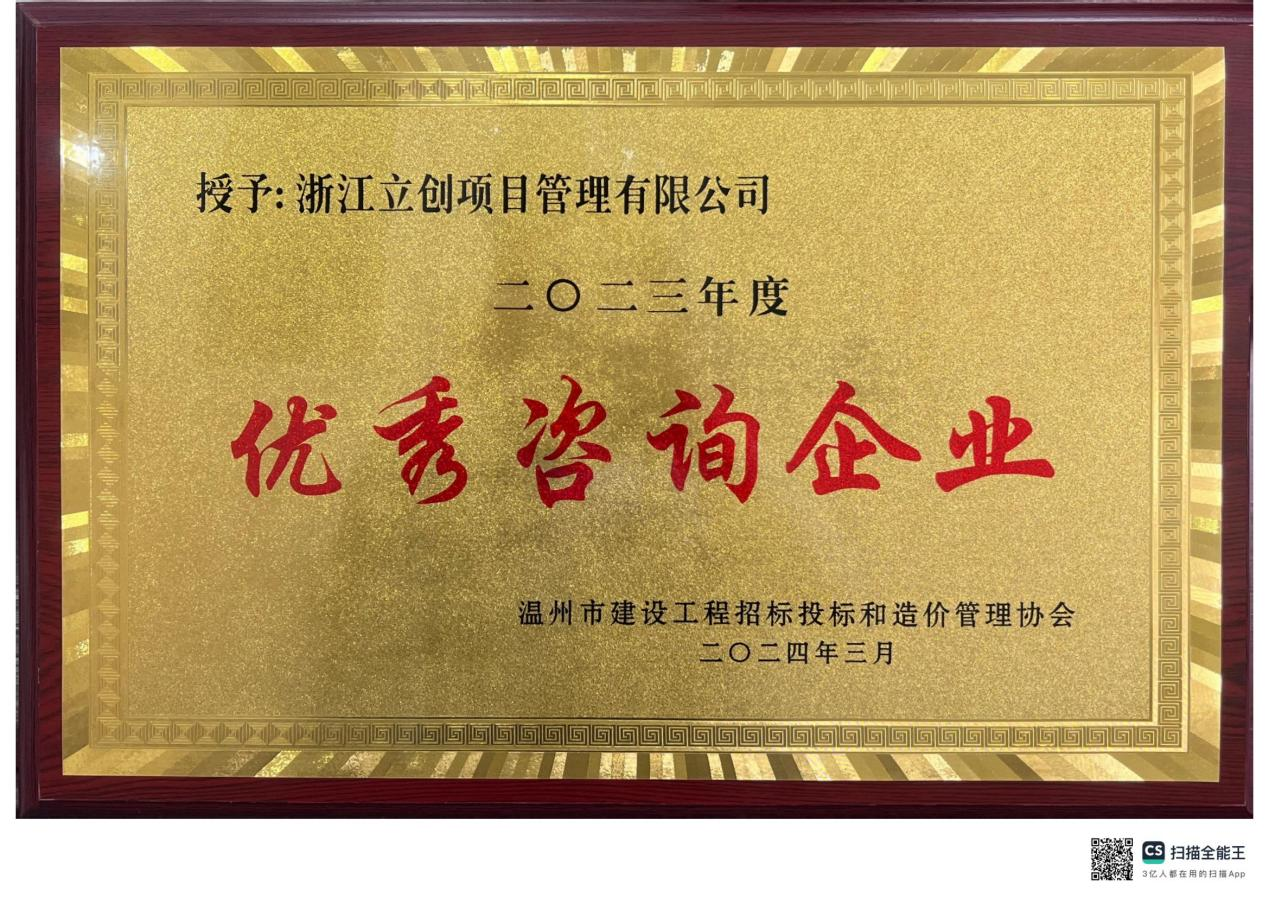 授予: 浙江立创项目管理有限公司
二〇二三年度
优秀咨询企业
温州市建设工程招标投标和造价管理协会
二〇二四年三月
CS 扫描全能王
3亿人都在用的扫描App